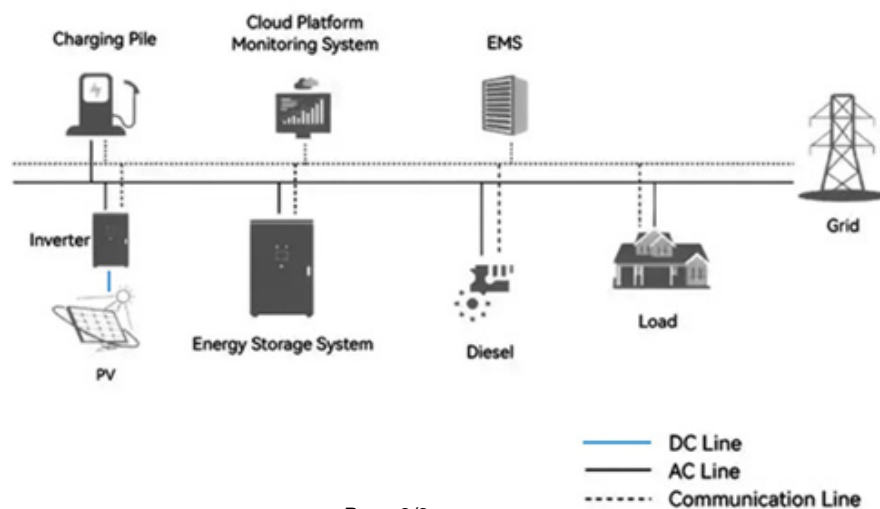 Cloud Platform
Charging Pile
Monitoring System
EMS
Grid
Inverter
Load
Energy Storage System
Diesel
PV
DC Line
AC Line
Communication Line